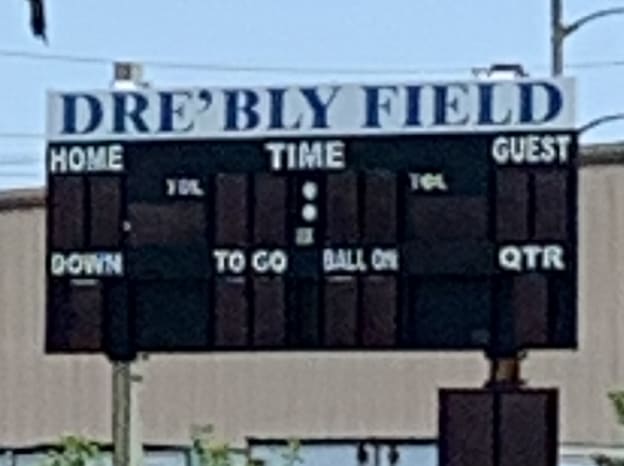 DRE'BLY FIELD
HOME TIME GUEST
TOL TOL
DOWN TO GO BALL ON QTR